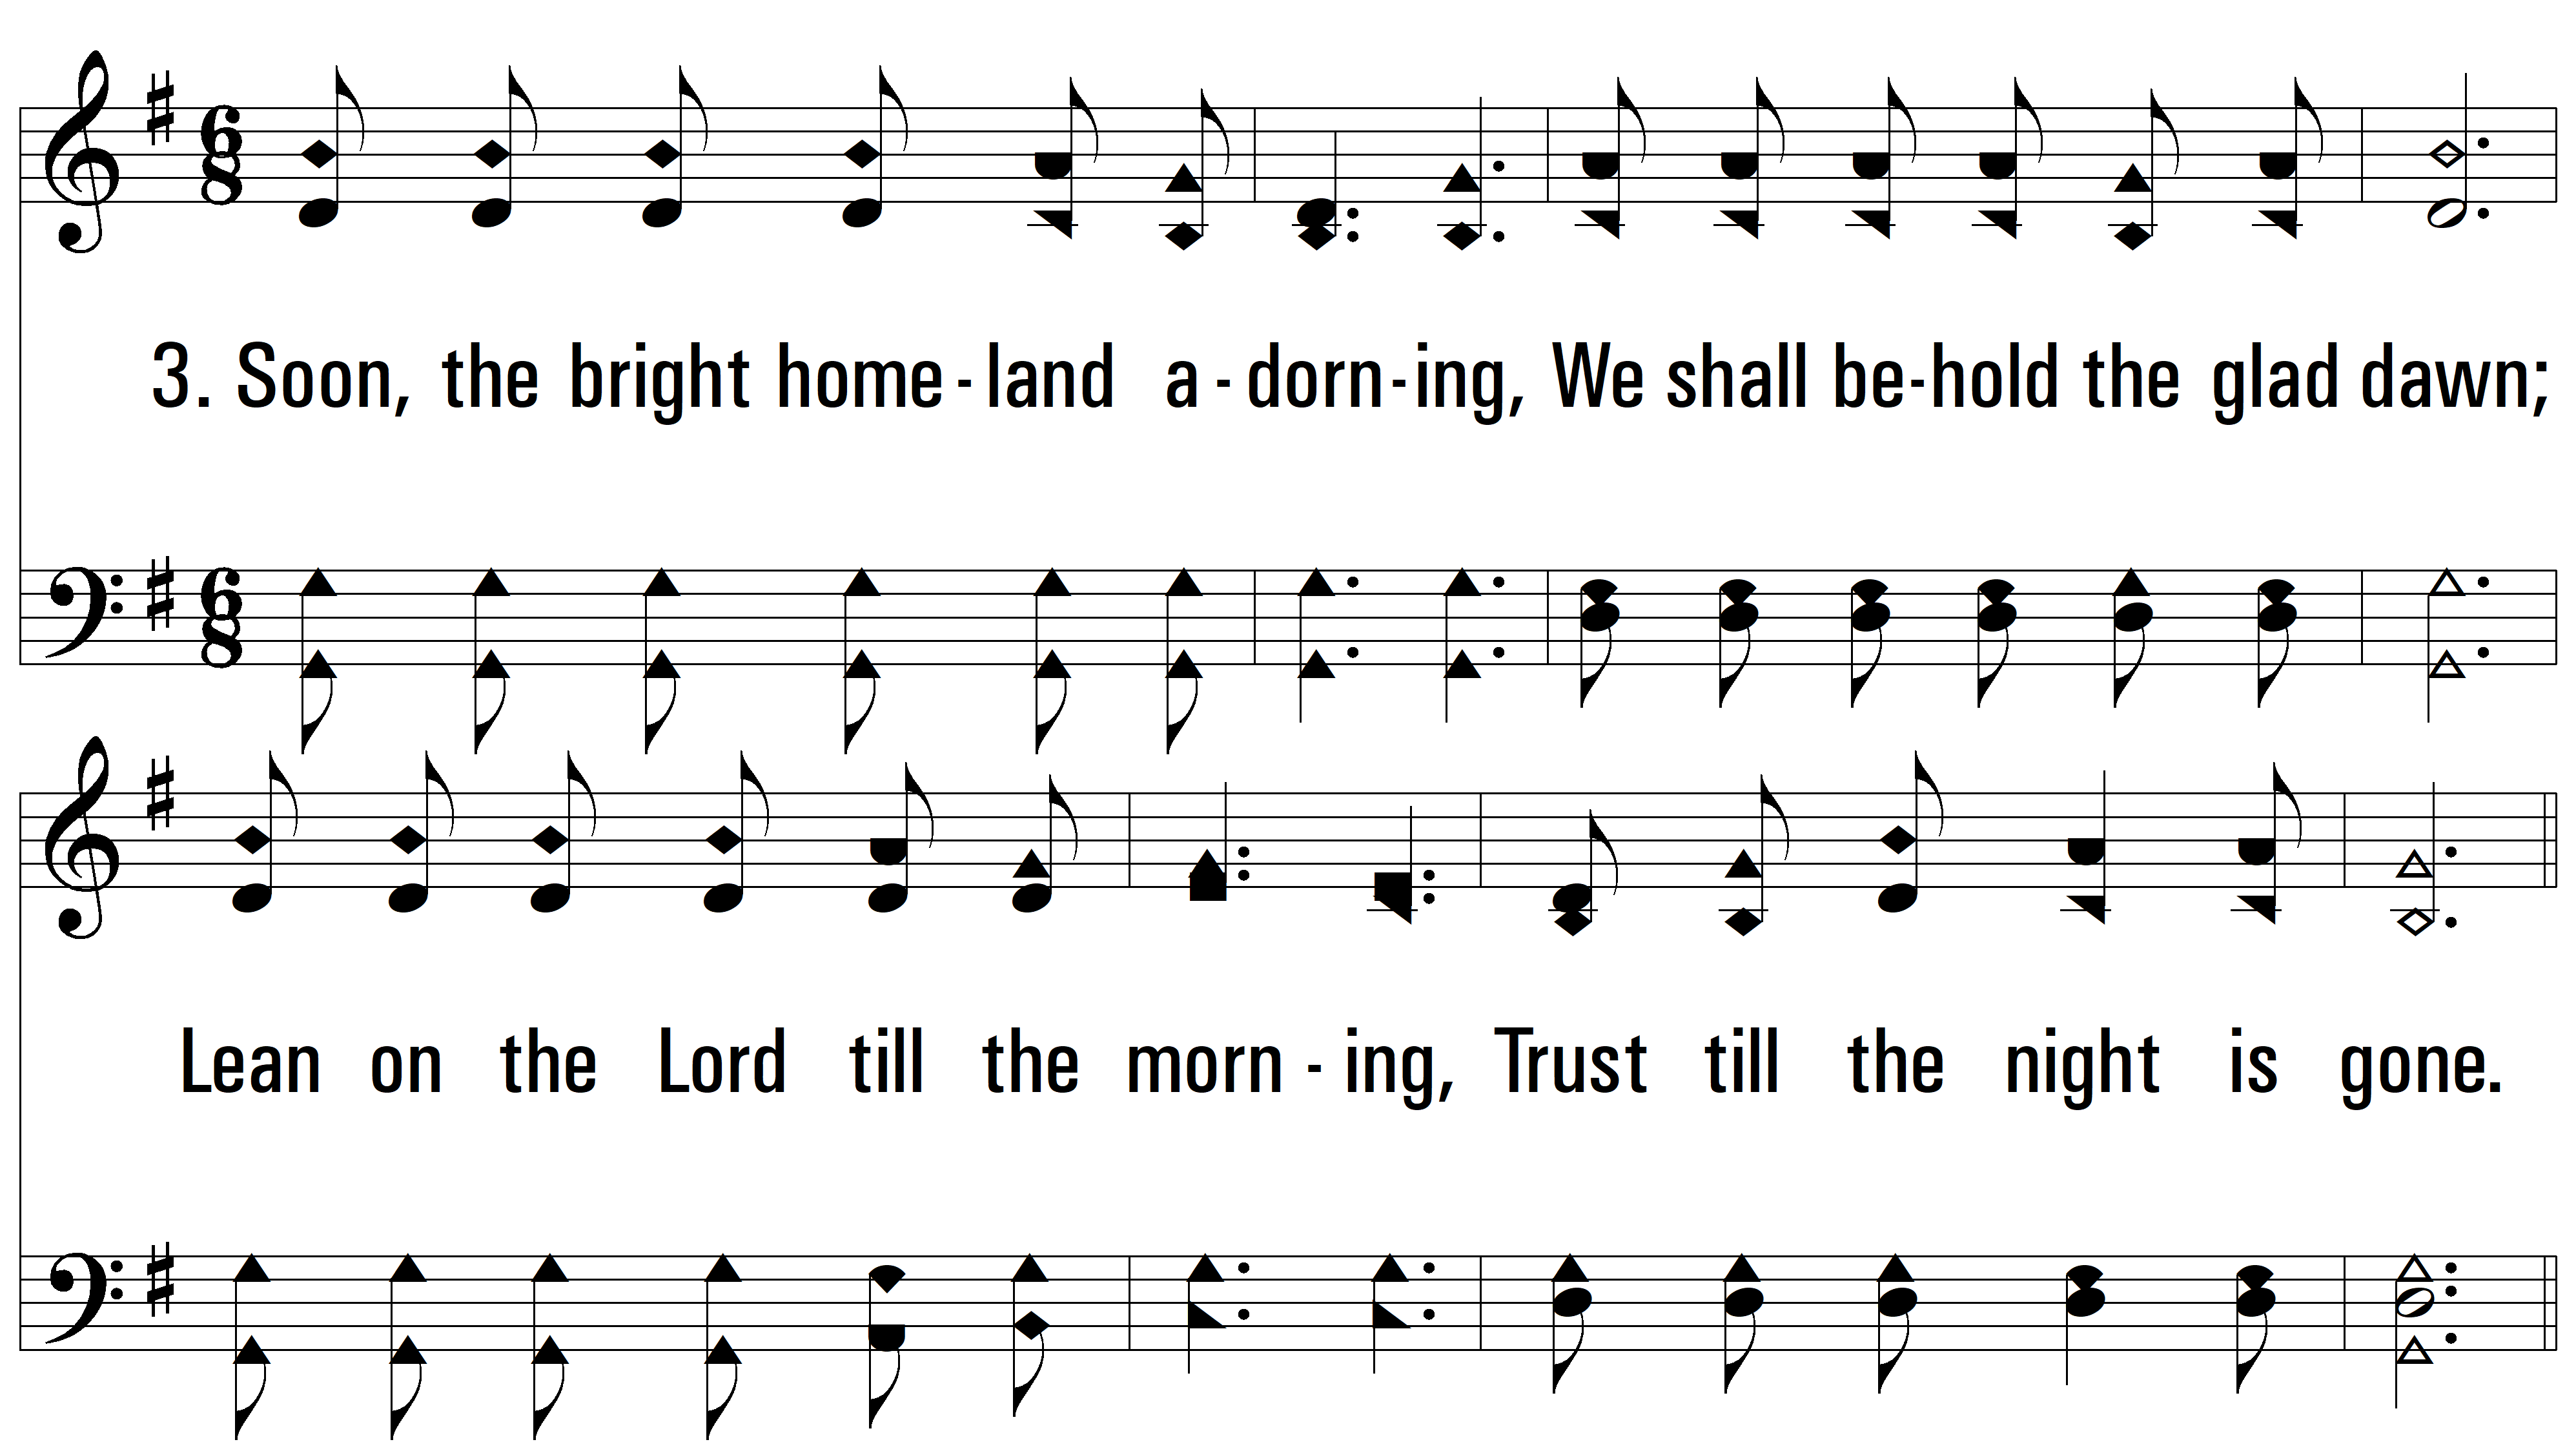 3. Soon, the bright home-land a-dorn-ing, We shall be-hold the glad dawn;
Lean on the Lord till the morn-ing, Trust till the night is gone.